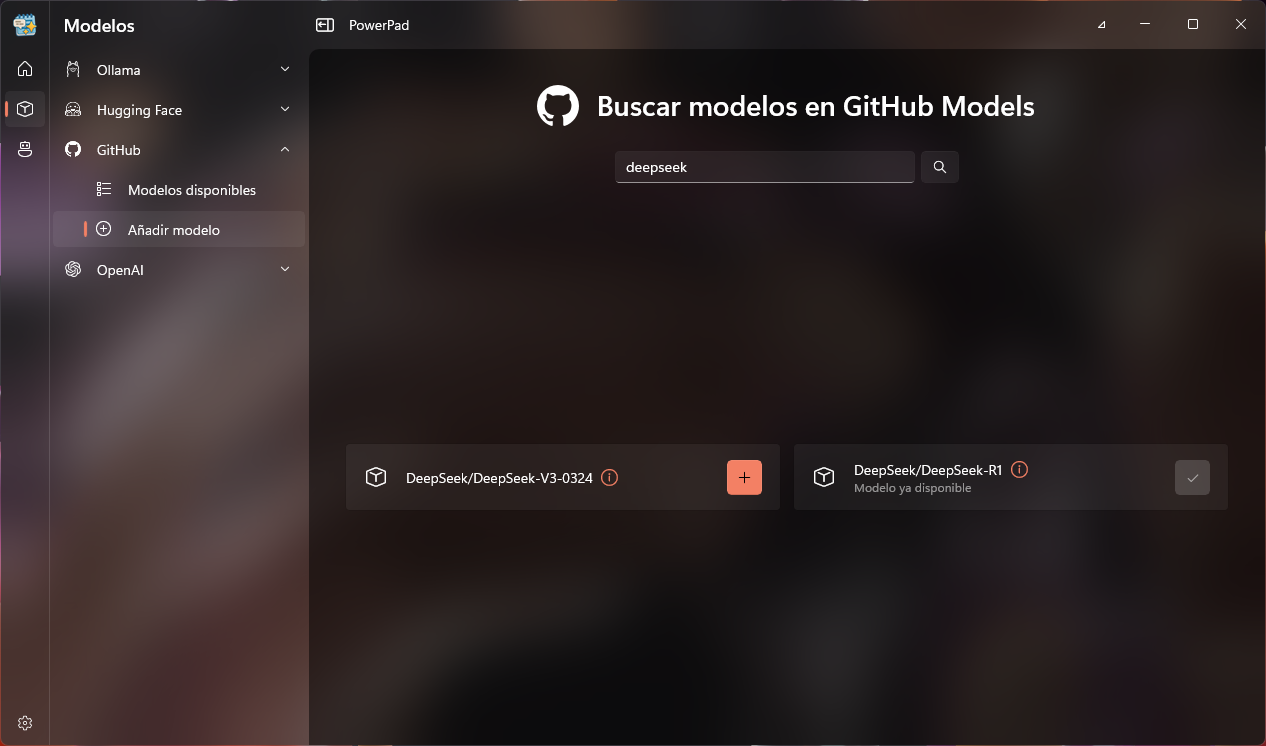 Modelos
PowerPad
Ollama
Hugging Face
GitHub
Modelos disponibles
Añadir modelo
OpenAI
Buscar modelos en GitHub Models
deepseek
DeepSeek/DeepSeek-V3-0324
DeepSeek/DeepSeek-R1
Modelo ya disponible